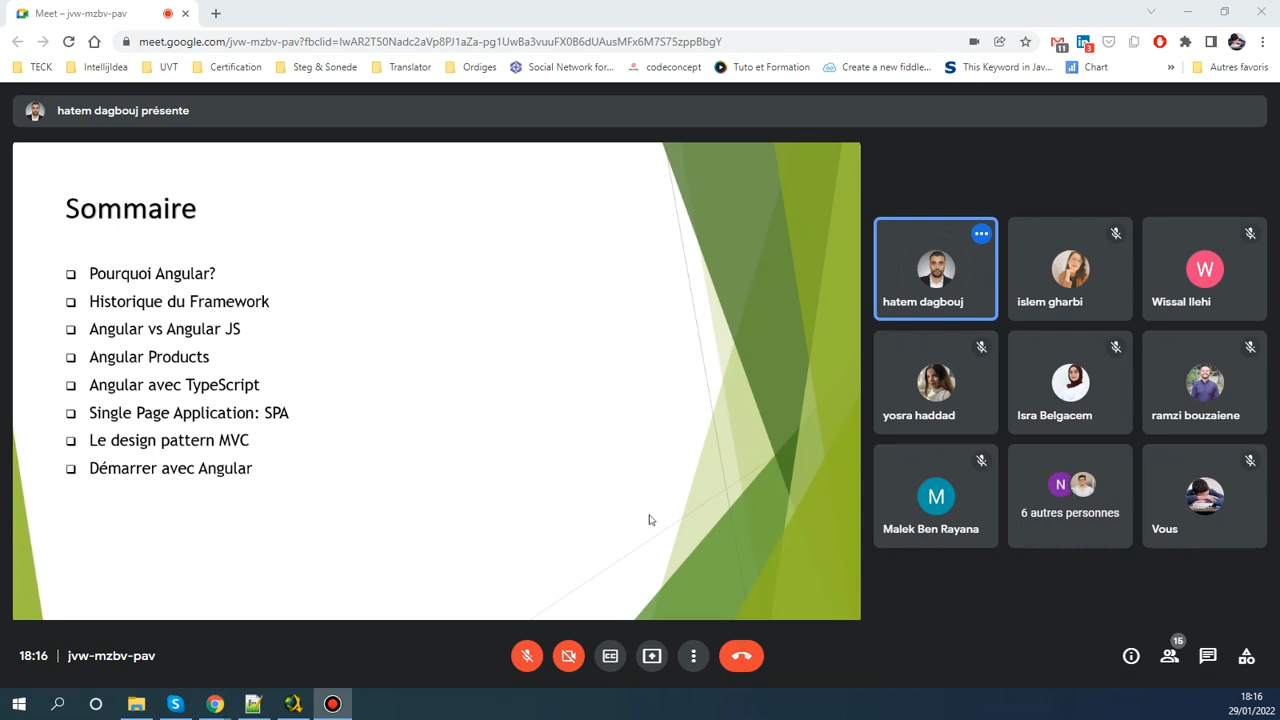 Meet – jvw-mzbv-pav
meet.google.com/jvw-mzbv-pav?fbclid=IwAR2T50Nadc2aVp8PJ1aZa-pg1UwBa3vuuFX0B6dUAusMFx6M7S75zppBbgY
11
3
TECK
IntellijIdea
UVT
Certification
Steg & Sonede
Translator
Ordiges
Social Network for...
codeconcept
Tuto et Formation
Create a new fiddle...
This Keyword in Jav...
Chart
»
Autres favoris
hatem dagbouj présente
Sommaire
Pourquoi Angular?
Historique du Framework
Angular vs Angular JS
Angular Products
Angular avec TypeScript
Single Page Application: SPA
Le design pattern MVC
Démarrer avec Angular
hatem dagbouj
islem gharbi
W
Wissal Ilehi
yosra haddad
Isra Belgacem
ramzi bouzaiene
M
Malek Ben Rayana
N
6 autres personnes
Vous
18:16
jvw-mzbv-pav
15
18:16
29/01/2022